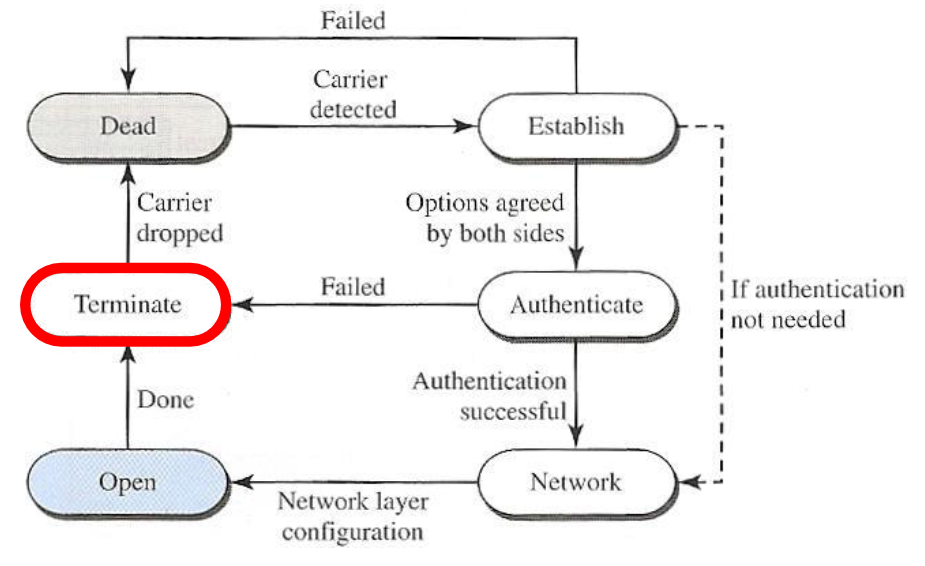 Failed
Carrier
detected
Dead
Establish
Carrier
dropped
Options agreed
by both sides
Terminate
Failed
Authenticate
If authentication
not needed
Done
Authentication
successful
Open
Network
Network layer
configuration